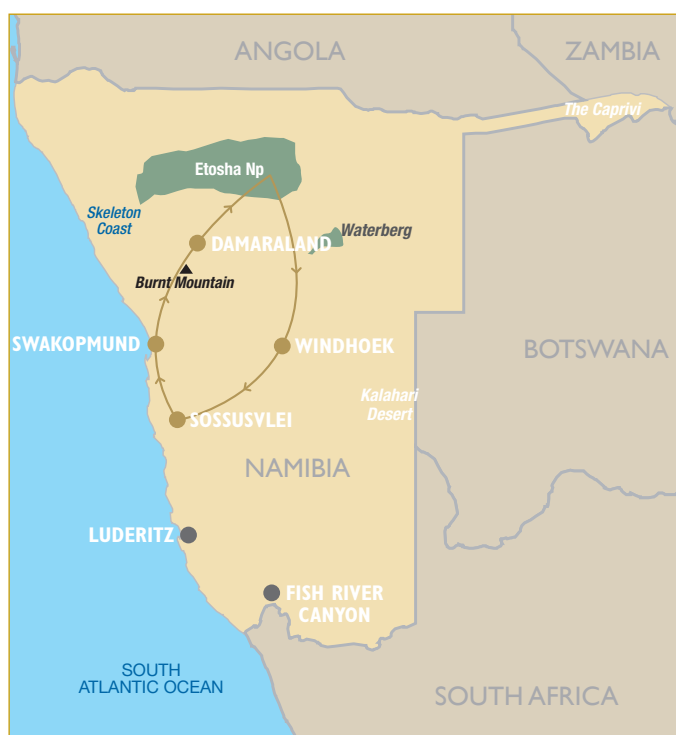 ANGOLA
ZAMBIA
The Caprivi
Etosha Np
Skeleton
Coast
Waterberg
DAMARALAND
Burnt Mountain
SWAKOPMUND
WINDHOEK
BOTSWANA
Kalahari
Desert
SOSSUSVLEI
NAMIBIA
LUDERITZ
FISH RIVER
CANYON
SOUTH
ATLANTIC OCEAN
SOUTH AFRICA